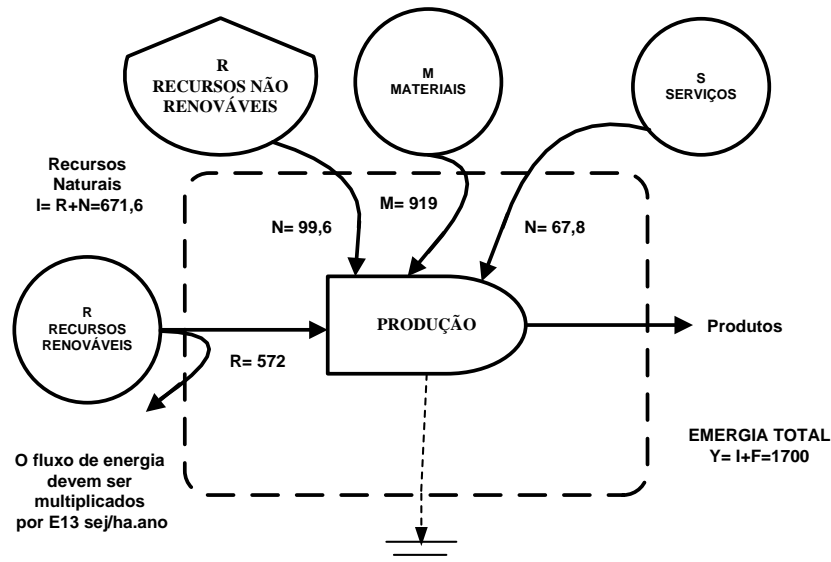 R
RECURSOS NÃO
RENOVÁVEIS
M
MATERIAIS
S
SERVIÇOS
Recursos
Naturais
I= R+N=671,6
N= 99,6
M= 919
N= 67,8
R
RECURSOS
RENOVÁVEIS
R= 572
PRODUÇÃO
Produtos
O fluxo de energia
devem ser
multiplicados
por E13 sej/ha.ano
EMERGIA TOTAL
Y= I+F=1700